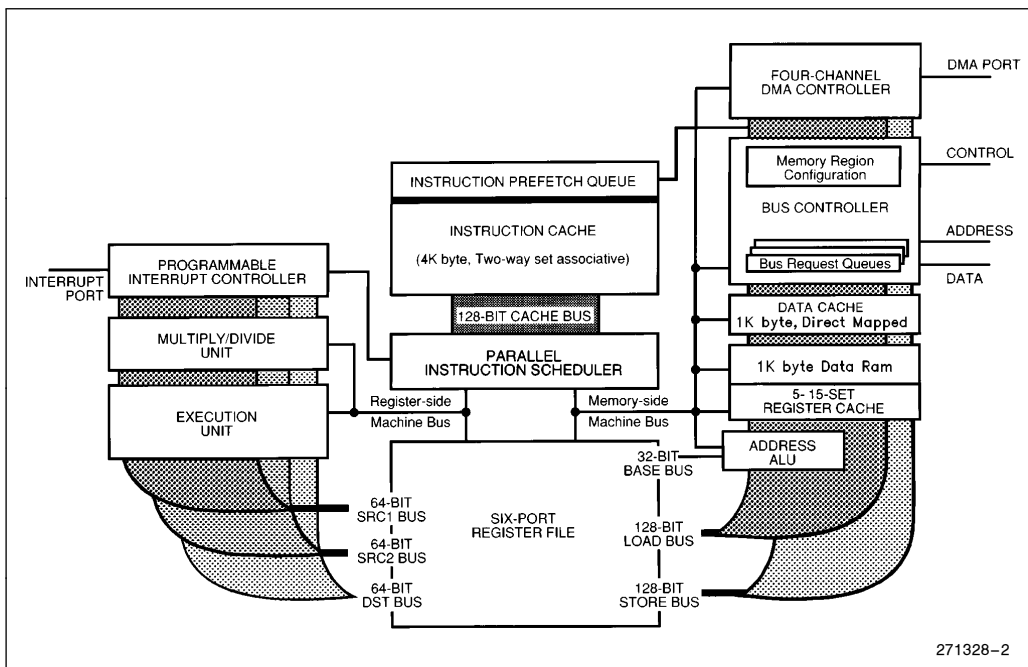 FOUR-CHANNEL
DMA CONTROLLER
DMA PORT
Memory Region
Configuration
CONTROL
BUS CONTROLLER
ADDRESS
Bus Request Queues
DATA
INSTRUCTION PREFETCH QUEUE
INSTRUCTION CACHE
(4K byte, Two-way set associative)
128-BIT CACHE BUS
PARALLEL
INSTRUCTION SCHEDULER
INTERRUPT
PORT
PROGRAMMABLE
INTERRUPT CONTROLLER
MULTIPLY/DIVIDE
UNIT
EXECUTION
UNIT
Register-side
Machine Bus
Memory-side
Machine Bus
DATA CACHE
1K byte, Direct Mapped
1K byte Data Ram
5- 15-SET
REGISTER CACHE
ADDRESS
ALU
32-BIT
BASE BUS
64-BIT
SRC1 BUS
64-BIT
SRC2 BUS
64-BIT
DST BUS
SIX-PORT
REGISTER FILE
128-BIT
LOAD BUS
128-BIT
STORE BUS
271328-2